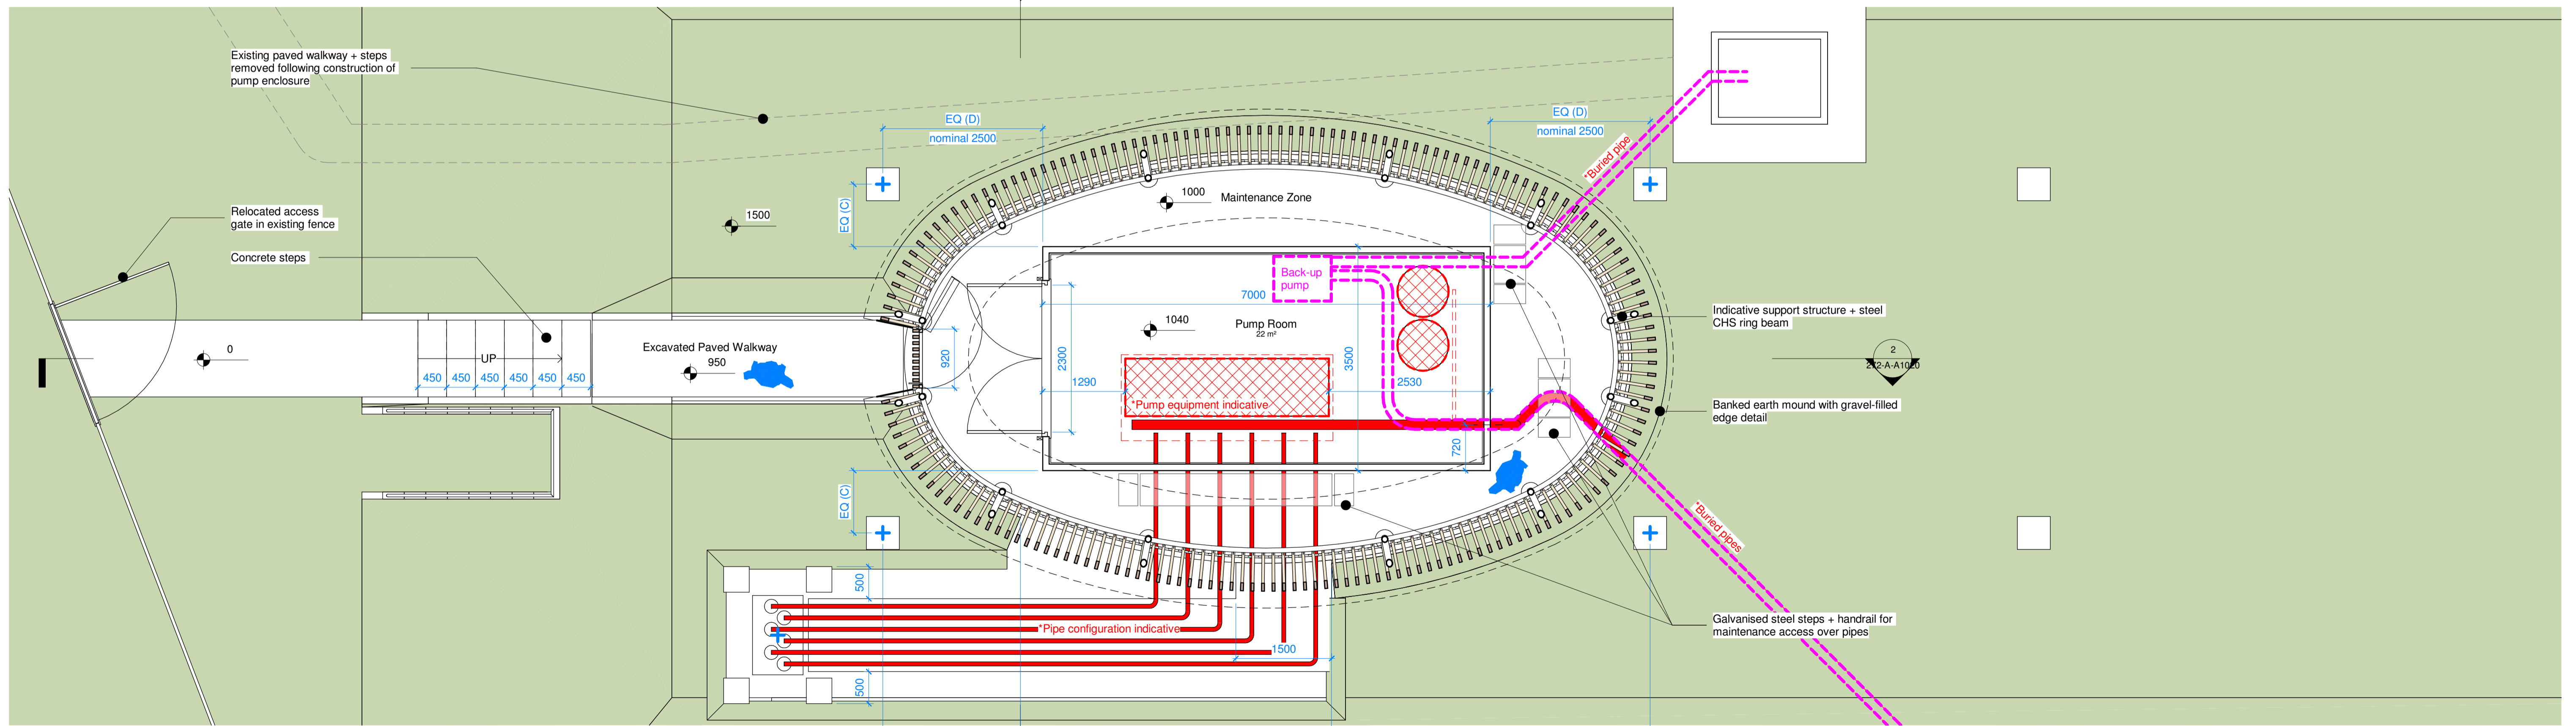 Existing paved walkway + steps
removed following construction of
pump enclosure
Relocated access
gate in existing fence
Concrete steps
0
UP
450
450
450
450
450
450
Excavated Paved Walkway
950
1500
EQ (D)
nominal 2500
EQ (C)
EQ (C)
1000
Maintenance Zone
920
2300
1290
7000
1040
Pump Room
22 m²
Back-up
pump
3500
2530
720
*Pump equipment indicative
EQ (D)
nominal 2500
*Buried pipe
Indicative support structure + steel
CHS ring beam
2
272-A-A1020
Banked earth mound with gravel-filled
edge detail
*Buried pipes
Galvanised steel steps + handrail for
maintenance access over pipes
500
*Pipe configuration indicative
1500
500